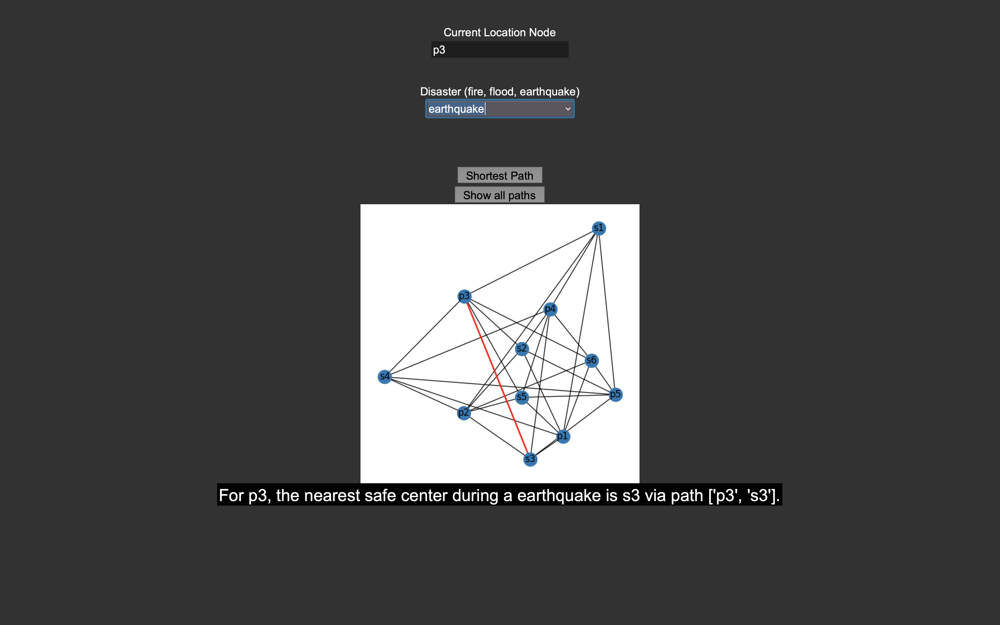 Current Location Node
p3
Disaster (fire, flood, earthquake)
earthquake
Shortest Path
Show all paths
s1
p3
p4
s2
s6
s4
p5
s5
p2
p1
s3
For p3, the nearest safe center during a earthquake is s3 via path ['p3', 's3'].